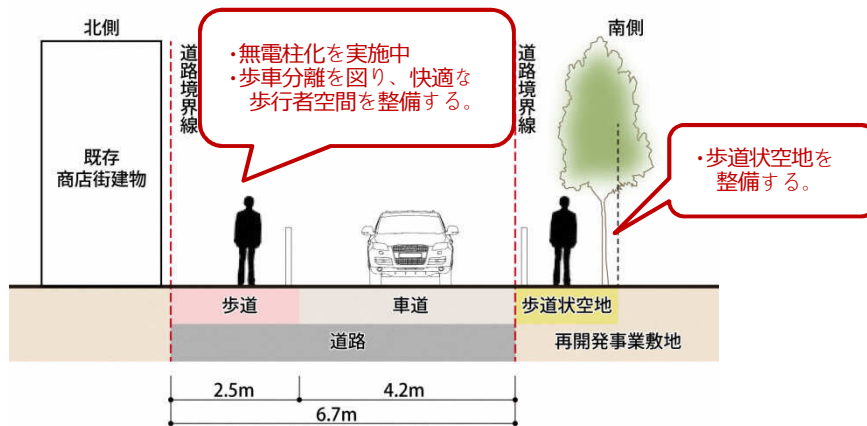 北側
南側
・無電柱化を実施中
・歩車分離を図り、快適な
歩行者空間を整備する。
道路境界線
道路境界線
・歩道状空地を
整備する。
既存
商店街建物
歩道
車道
歩道状空地
道路
再開発事業敷地
2.5m
4.2m
6.7m